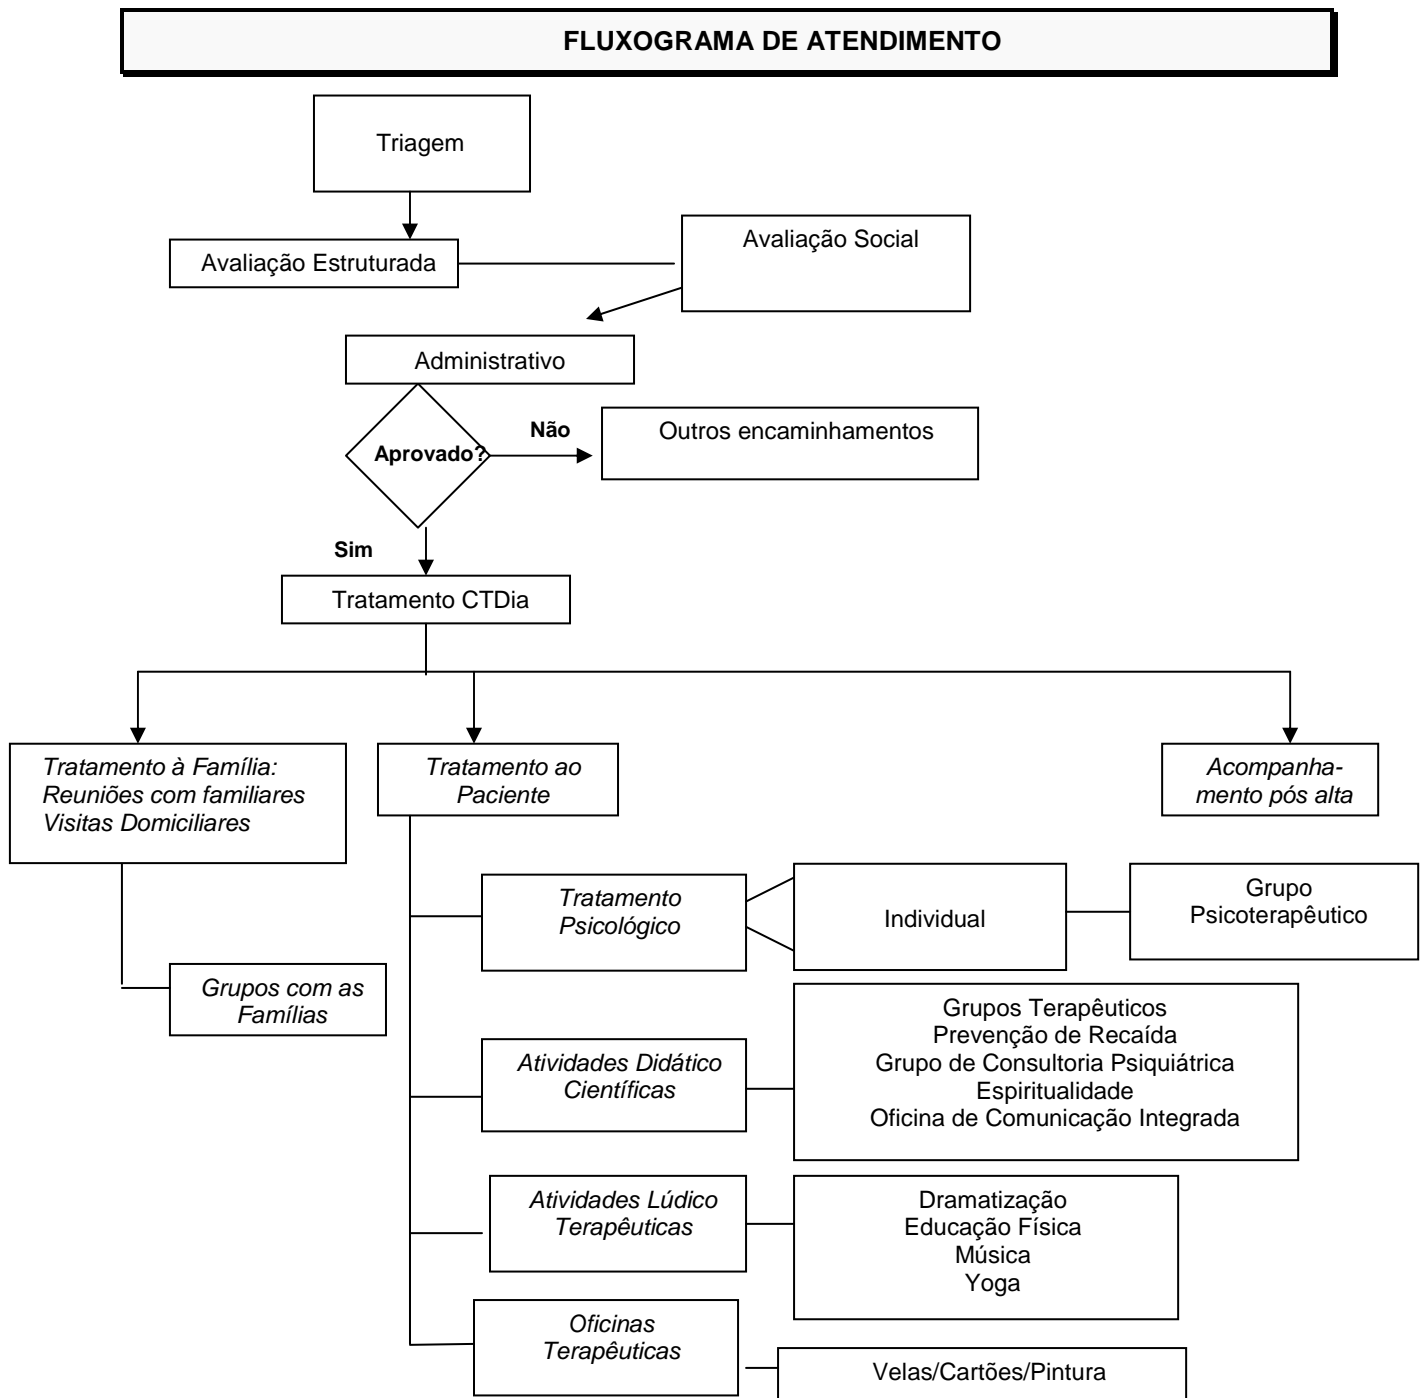 FLUXOGRAMA DE ATENDIMENTO
Triagem
Avaliação Estruturada
Avaliação Social
Administrativo
Aprovado?
Não
Outros encaminhamentos
Sim
Tratamento CTDia
Tratamento à Família:
Reuniões com familiares
Visitas Domiciliares
Tratamento ao
Paciente
Acompanha-
mento pós alta
Tratamento
Psicológico
Individual
Grupo
Psicoterapêutico
Grupos com as
Famílias
Atividades Didático
Científicas
Grupos Terapêuticos
Prevenção de Recaída
Grupo de Consultoria Psiquiátrica
Espiritualidade
Oficina de Comunicação Integrada
Atividades Lúdico
Terapêuticas
Dramatização
Educação Física
Música
Yoga
Oficinas
Terapêuticas
Velas/Cartões/Pintura